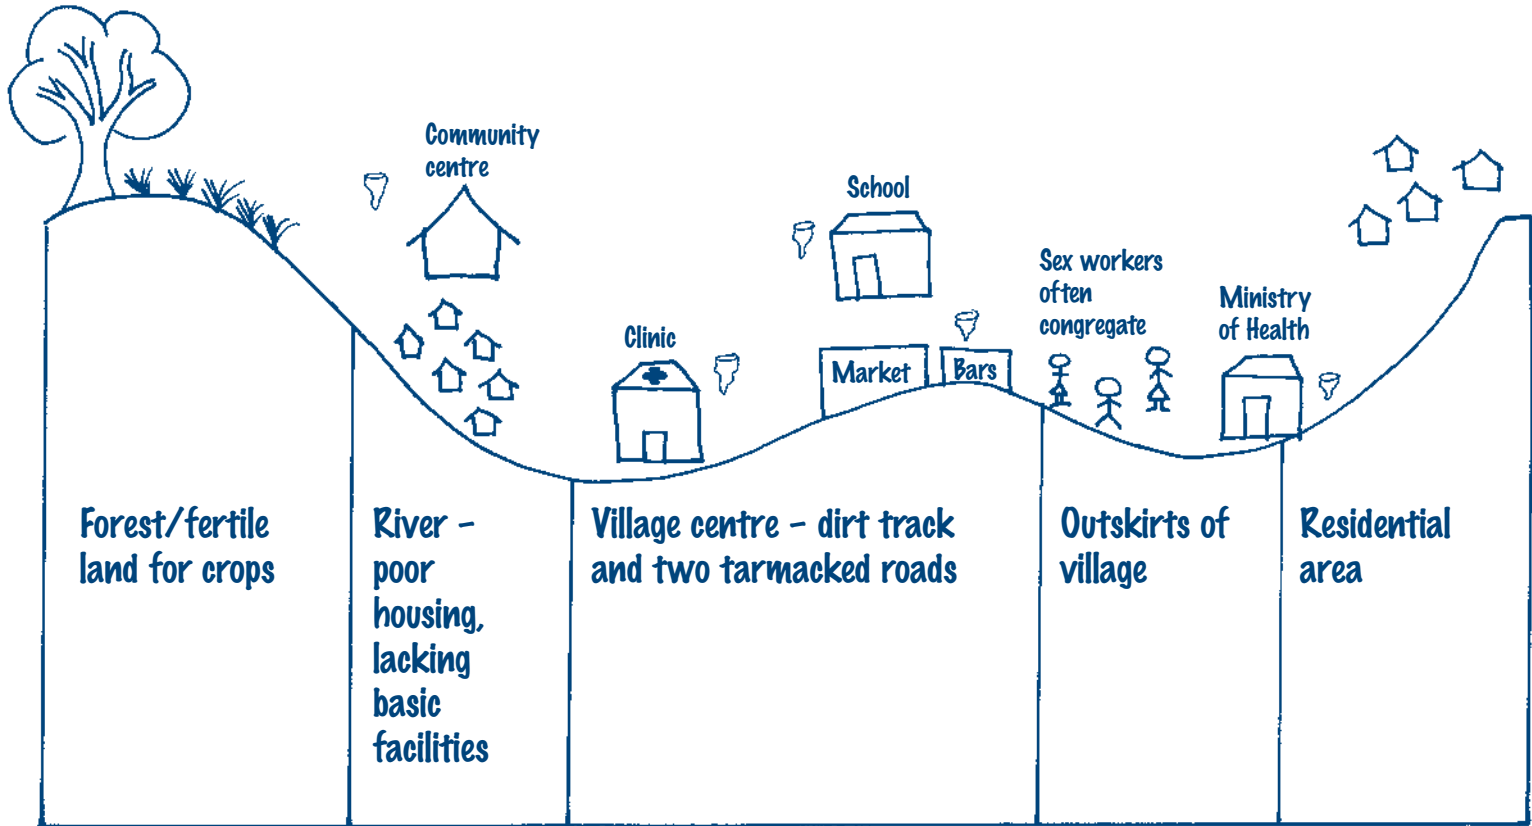 Community
centre
School
Sex workers
often
congregate
Ministry
of Health
Clinic
Market
Bars
Forest/fertile
land for crops
River –
poor
housing,
lacking
basic
facilities
Village centre – dirt track
and two tarmacked roads
Outskirts of
village
Residential
area